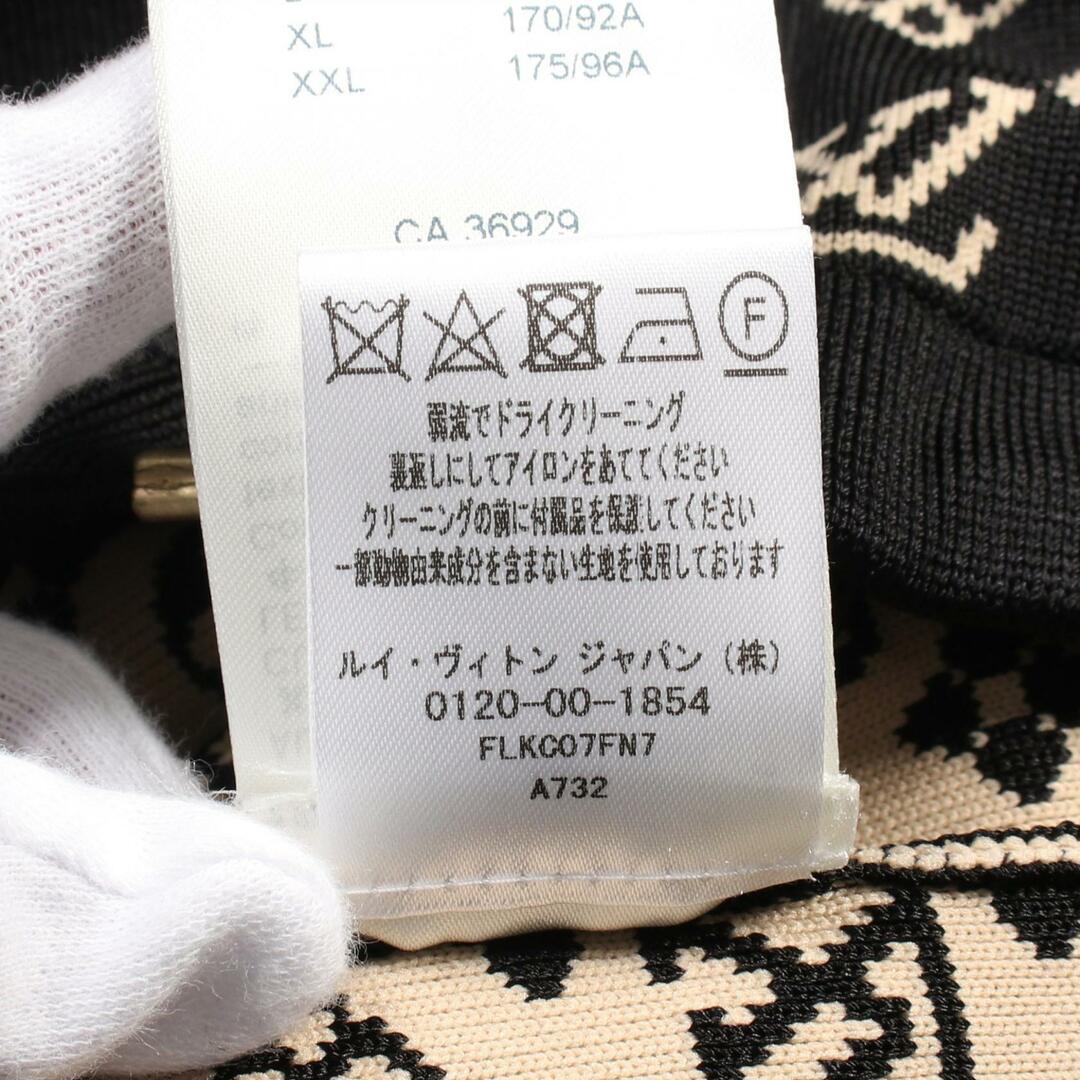 XL 170/92A
XXL 175/96A
CA 36929
F
弱流でドライクリーニング
裏返しにしてアイロンをあててください
クリーニングの前に付属品を保護してください
一部動物由来成分を含まない生地を使用しております
ルイ・ヴィトン ジャパン (株)
0120-00-1854
FLKC07FN7
A732